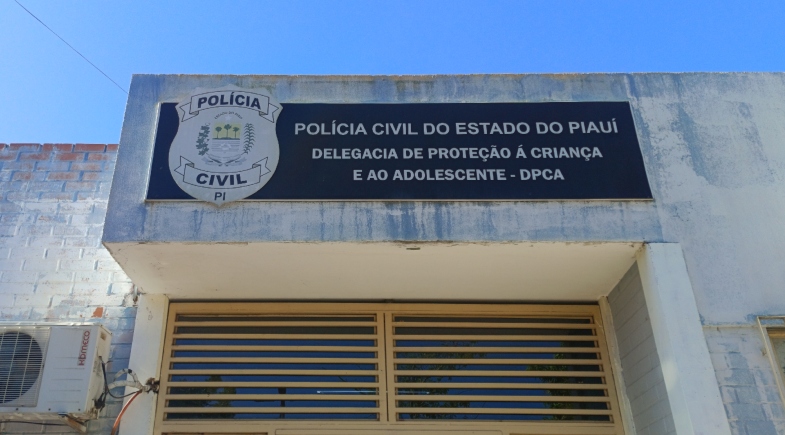 POLÍCIA
CIVIL
PI
POLÍCIA CIVIL DO ESTADO DO PIAUÍ
DELEGACIA DE PROTEÇÃO Á CRIANÇA
E AO ADOLESCENTE - DPCA